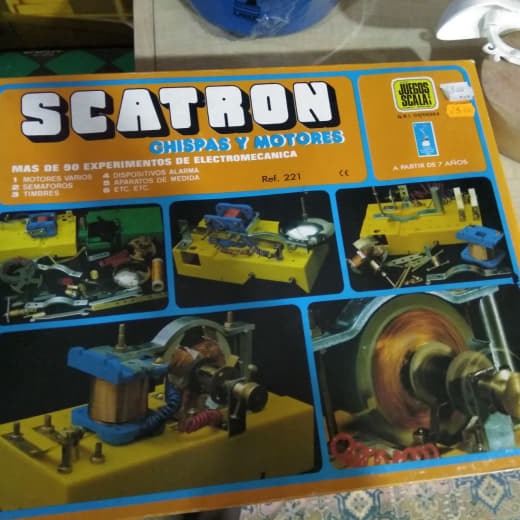 SCATRON
CHISPAS Y MOTORES
MAS DE 90 EXPERIMENTOS DE ELECTROMECANICA
1 MOTORES VARIOS
2 SEMAFOROS
3 TIMBRES
4 DISPOSITIVOS ALARMA
5 APARATOS DE MEDIDA
6 ETC. ETC.
Ref. 221
CE
JUEGOS
SCALA
A PARTIR DE 7 AÑOS